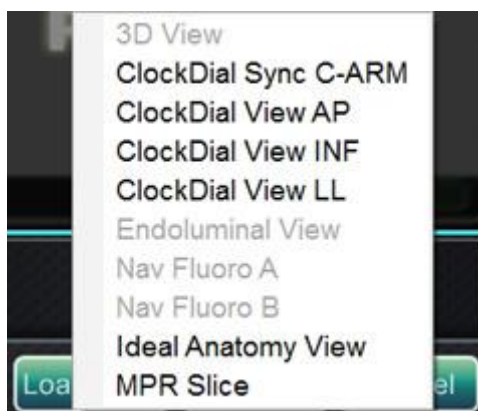 3D View
ClockDial Sync C-ARM
ClockDial View AP
ClockDial View INF
ClockDial View LL
Endoluminal View
Nav Fluoro A
Nav Fluoro B
Ideal Anatomy View
MPR Slice